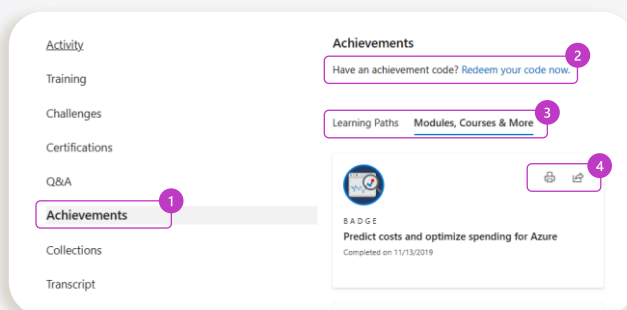 Activity
Training
Challenges
Certifications
Q&A
1
Achievements
Collections
Transcript
Achievements
2
Have an achievement code? Redeem your code now.
3
Learning Paths Modules, Courses & More
4
BADGE
Predict costs and optimize spending for Azure
Completed on 11/13/2019